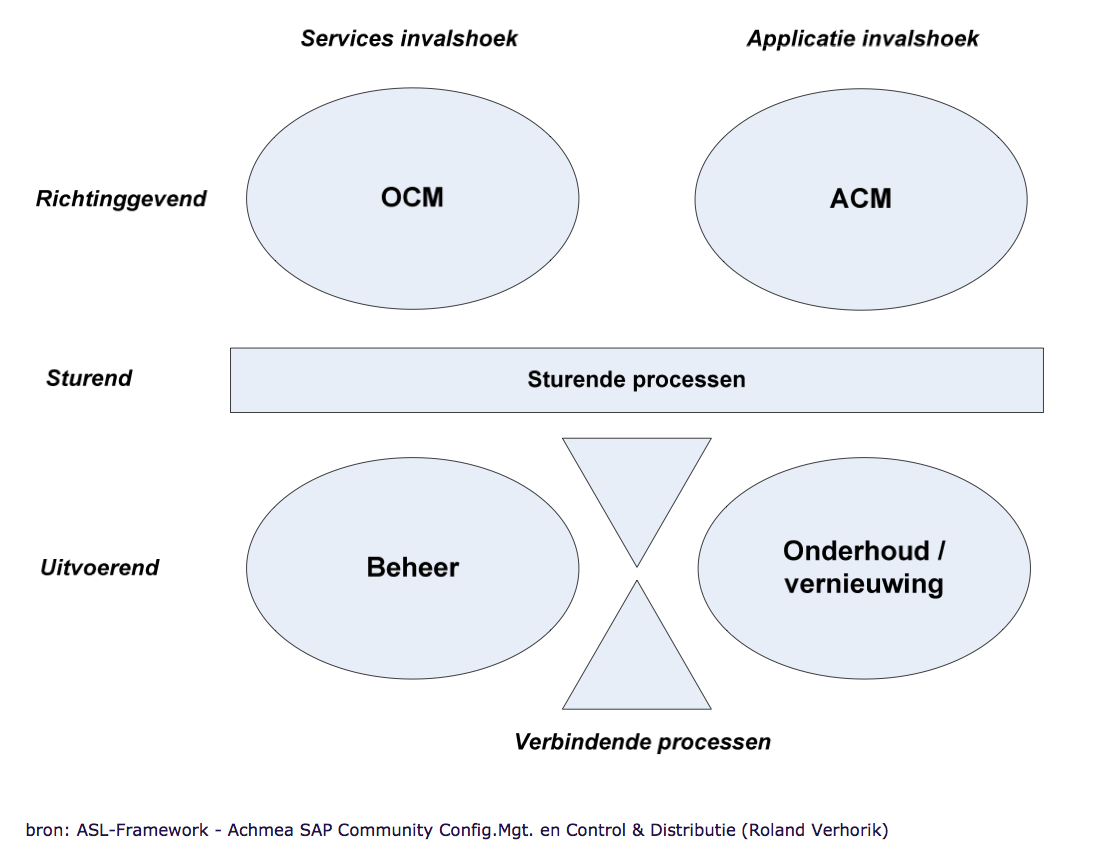 Services invalshoek
Applicatie invalshoek
Richtinggevend
OCM
ACM
Sturend
Sturende processen
Uitvoerend
Beheer
Onderhoud /
vernieuwing
Verbindende processen
bron: ASL-Framework - Achmea SAP Community Config.Mgt. en Control & Distributie (Roland Verhorik)